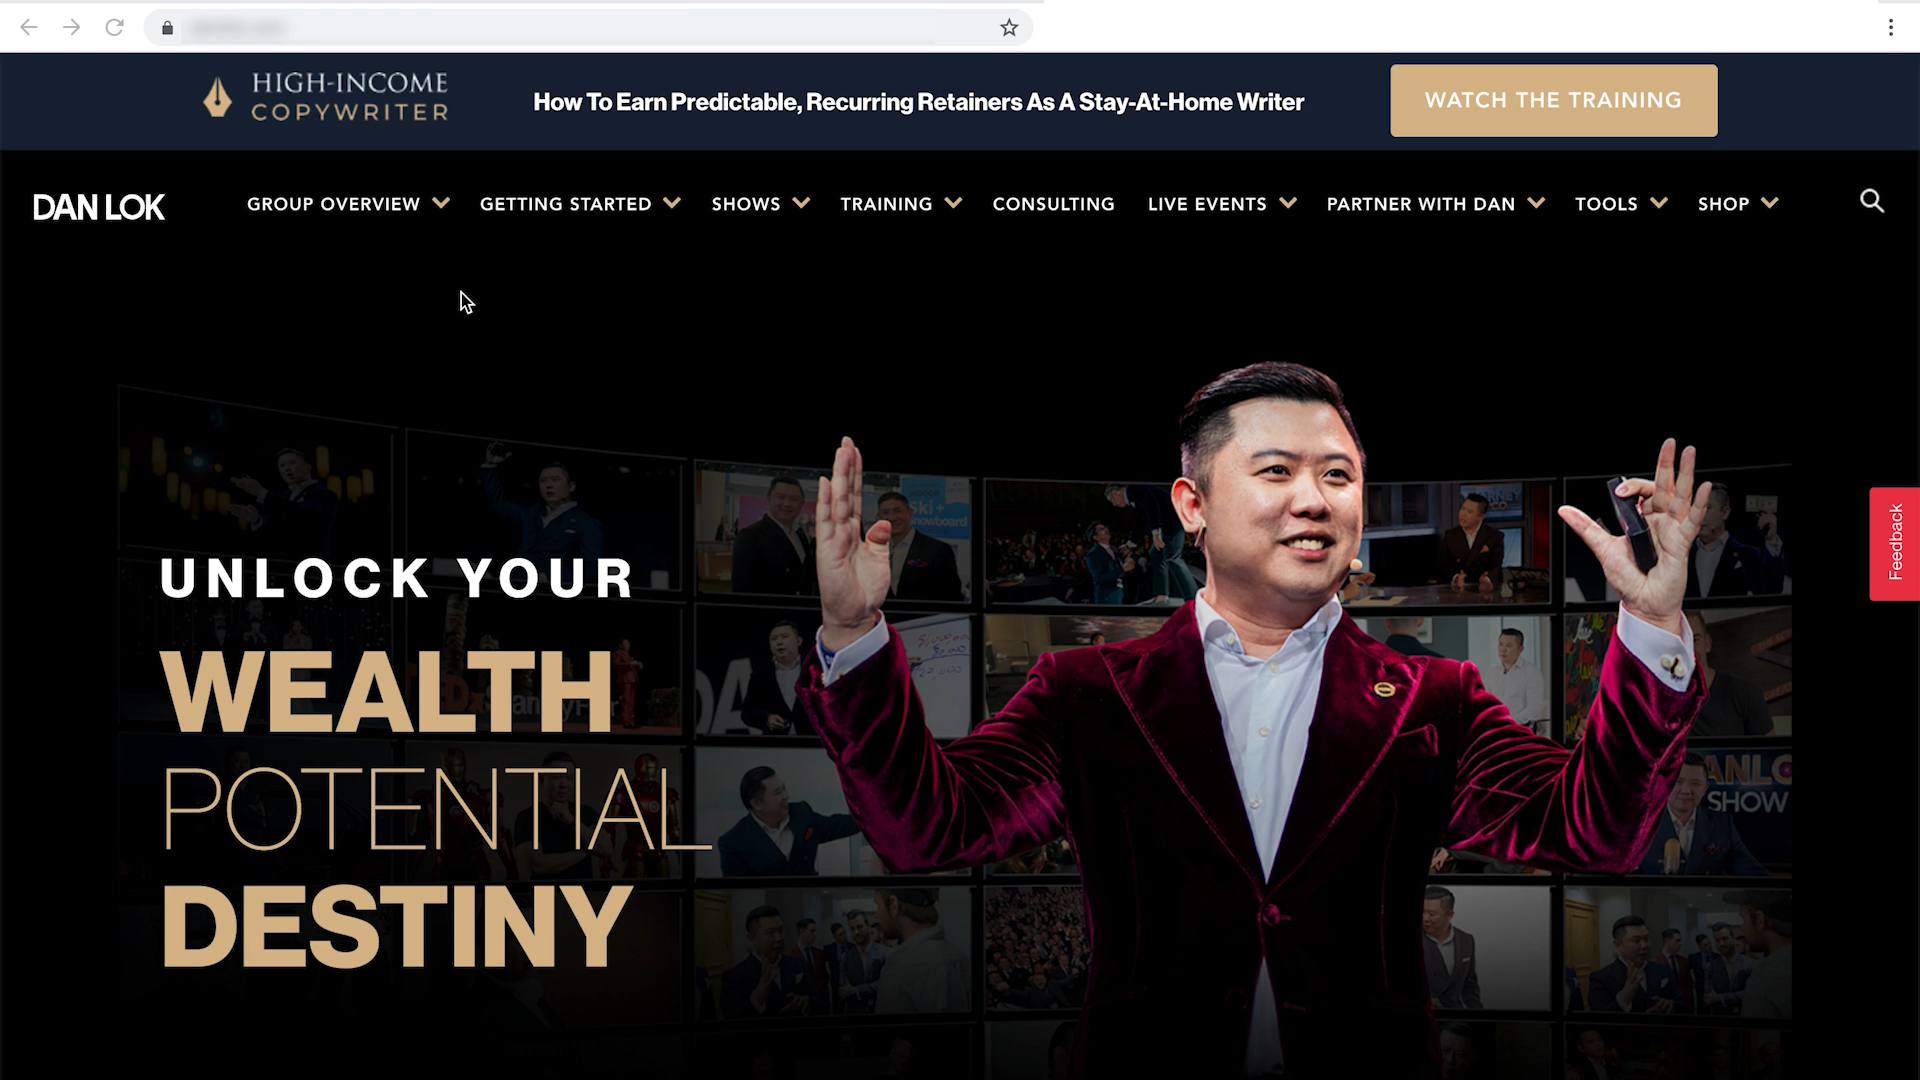 HIGH-INCOME
COPYWRITER
How To Earn Predictable, Recurring Retainers As A Stay-At-Home Writer
WATCH THE TRAINING
DAN LOK
GROUP OVERVIEW
GETTING STARTED
SHOWS
TRAINING
CONSULTING
LIVE EVENTS
PARTNER WITH DAN
TOOLS
SHOP
Feedback
UNLOCK YOUR
WEALTH
POTENTIAL
DESTINY
SHOW